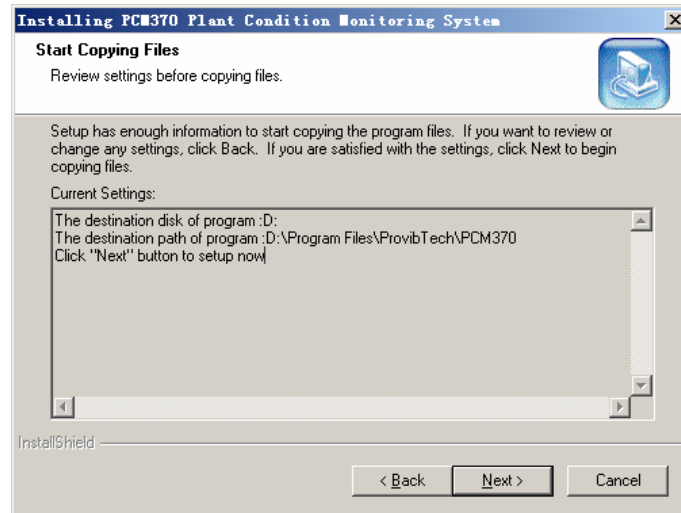 Installing PCM370 Plant Condition Monitoring System
Start Copying Files
Review settings before copying files.
Setup has enough information to start copying the program files.  If you want to review or
change any settings, click Back.  If you are satisfied with the settings, click Next to begin
copying files.
Current Settings:
The destination disk of program :D:
The destination path of program :D:\Program Files\ProvibTech\PCM370
Click "Next" button to setup now
InstallShield
< Back
Next >
Cancel